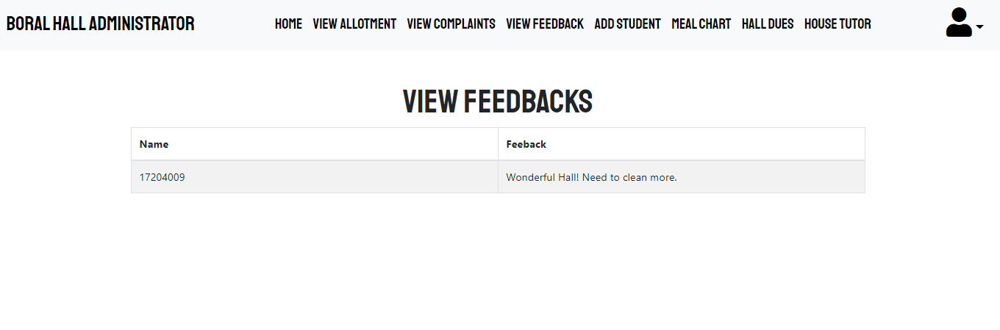 BORAL HALL ADMINISTRATOR HOME VIEW ALLOTMENT VIEW COMPLAINTS VIEW FEEDBACK ADD STUDENT MEAL CHART HALL DUES HOUSE TUTOR
VIEW FEEDBACKS
Name Feeback
17204009 Wonderful Hall! Need to clean more.